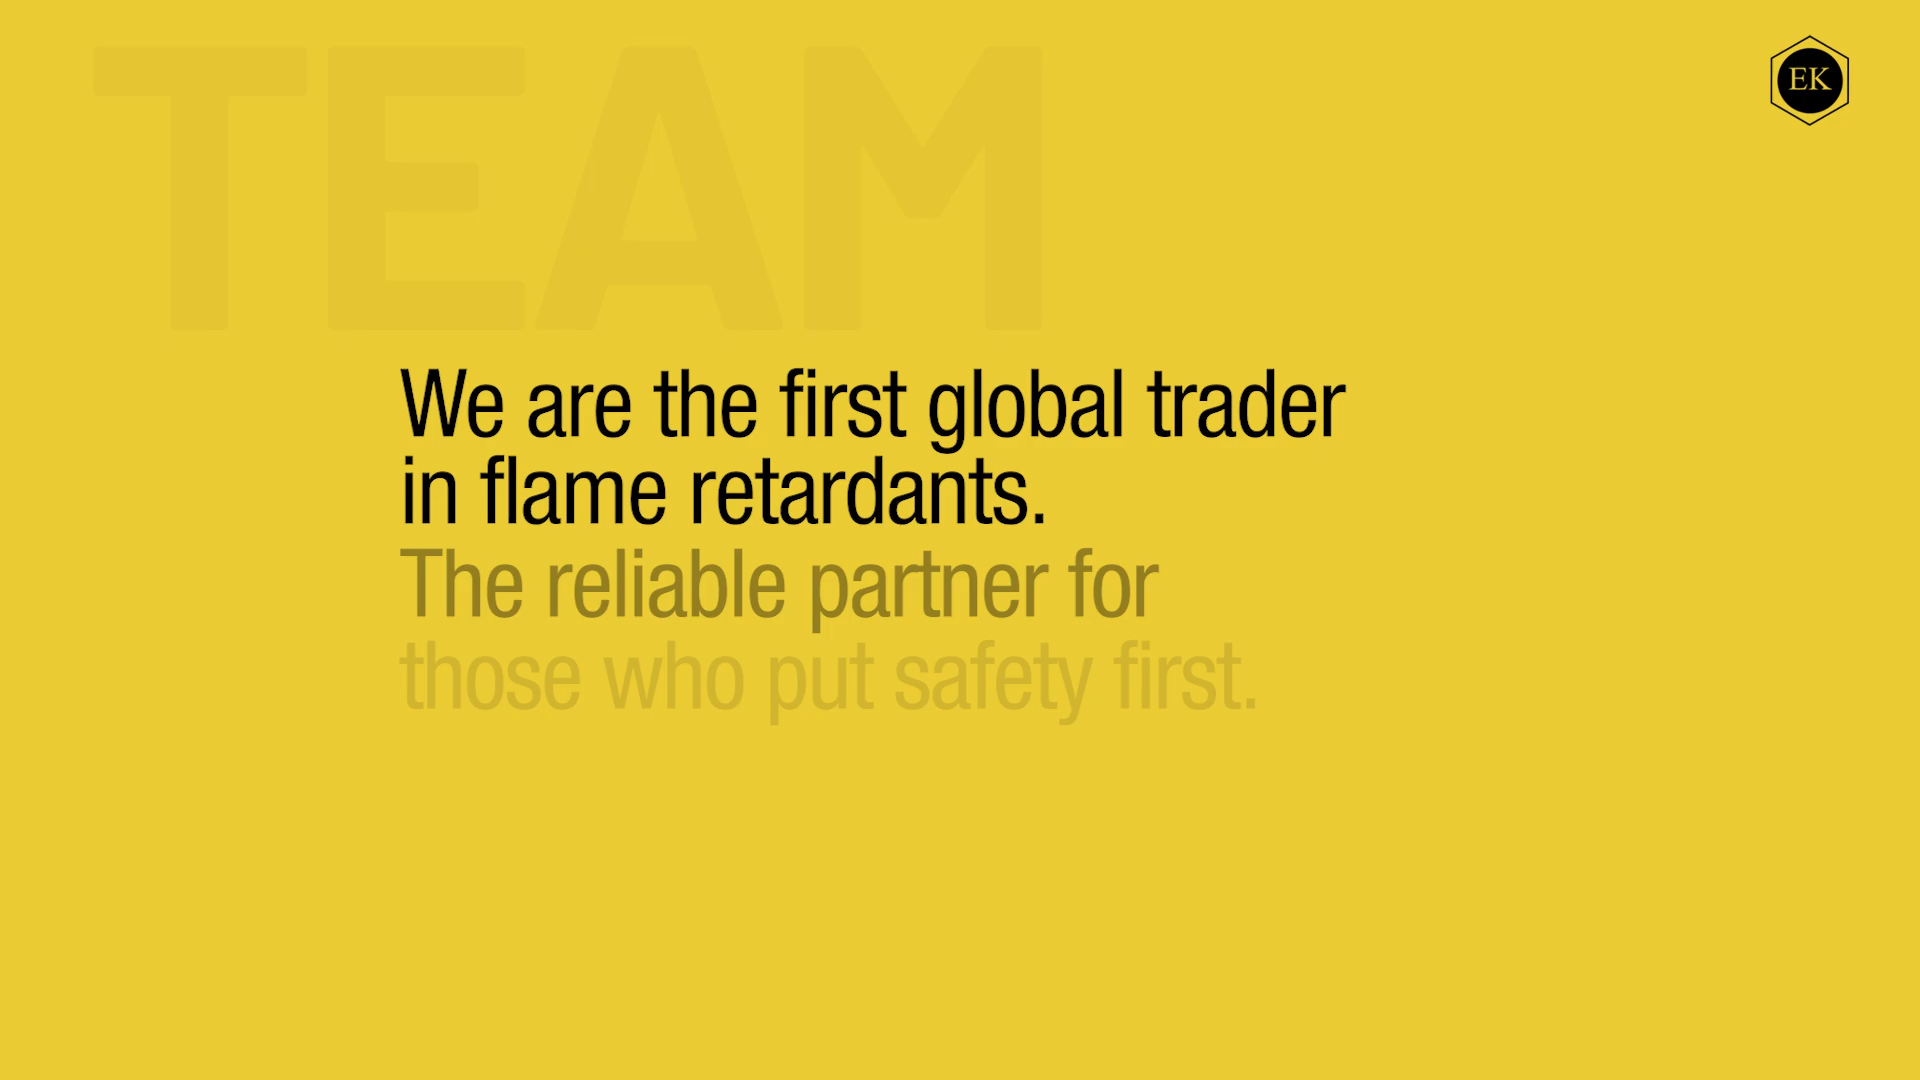 TEAM
EK
We are the first global trader
in flame retardants.
The reliable partner for
those who put safety first.